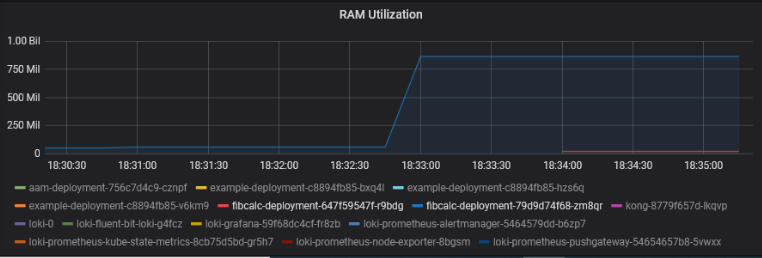 RAM Utilization
1.00 Bil
750 Mil
500 Mil
250 Mil
0
18:30:30 18:31:00 18:31:30 18:32:00 18:32:30 18:33:00 18:33:30 18:34:00 18:34:30 18:35:00
aam-deployment-756c7d4c9-cznpf example-deployment-c8894fb85-bxq4l example-deployment-c8894fb85-hzs6q
example-deployment-c8894fb85-v6km9 fibcalc-deployment-647f59547f-r9bdg fibcalc-deployment-79d9d74f68-zm8qr kong-8779f657d-lkqvp
loki-0 loki-fluent-bit-loki-g4fcz loki-grafana-59f68dc4cf-fr8zb loki-prometheus-alertmanager-5464579dd-b6zp7
loki-prometheus-kube-state-metrics-8cb75d5bd-gr5h7 loki-prometheus-node-exporter-8bgsm loki-prometheus-pushgateway-54654657b8-5vwxx